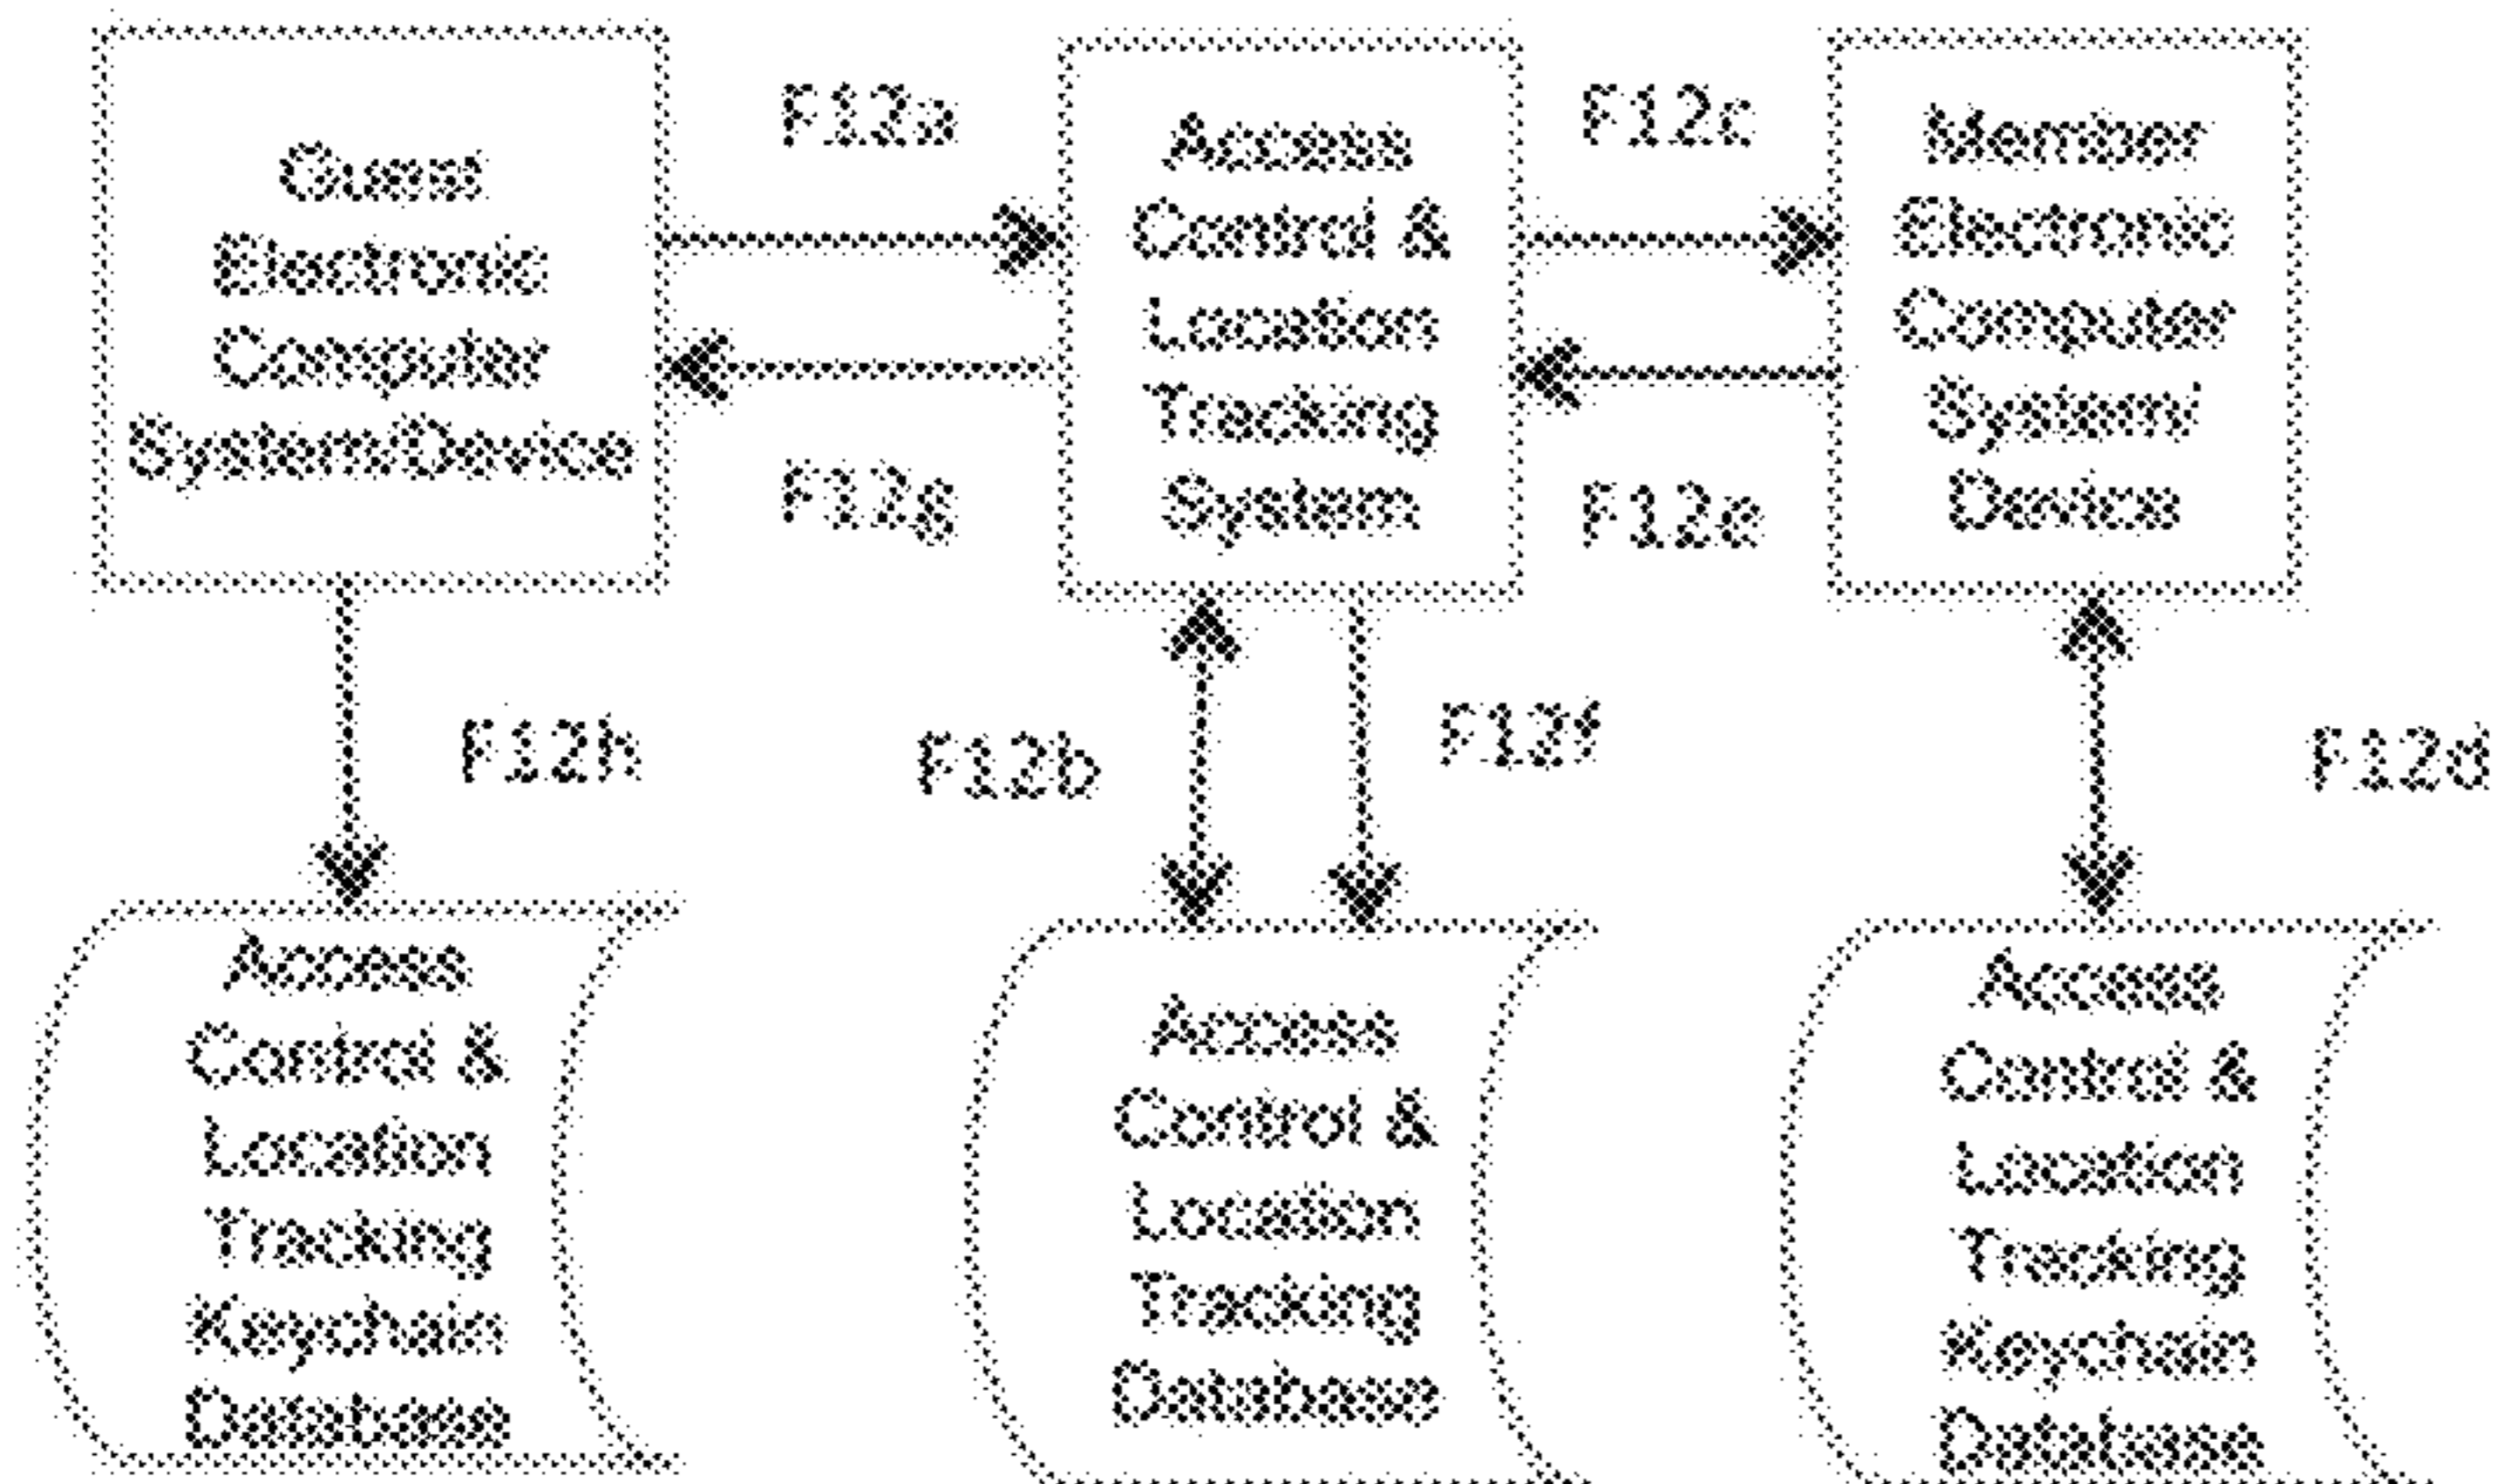 Guest
Electronic
Computer
System/Device
F12a
Access
Control &
Location
Tracking
System
F12c
Member
Electronic
Computer
System/
Device
F12g
F12e
F12h
F12b
F12f
F12d
Access
Control &
Location
Tracking
Keychain
Database
Access
Control &
Location
Tracking
Database
Access
Control &
Location
Tracking
Keychain
Database